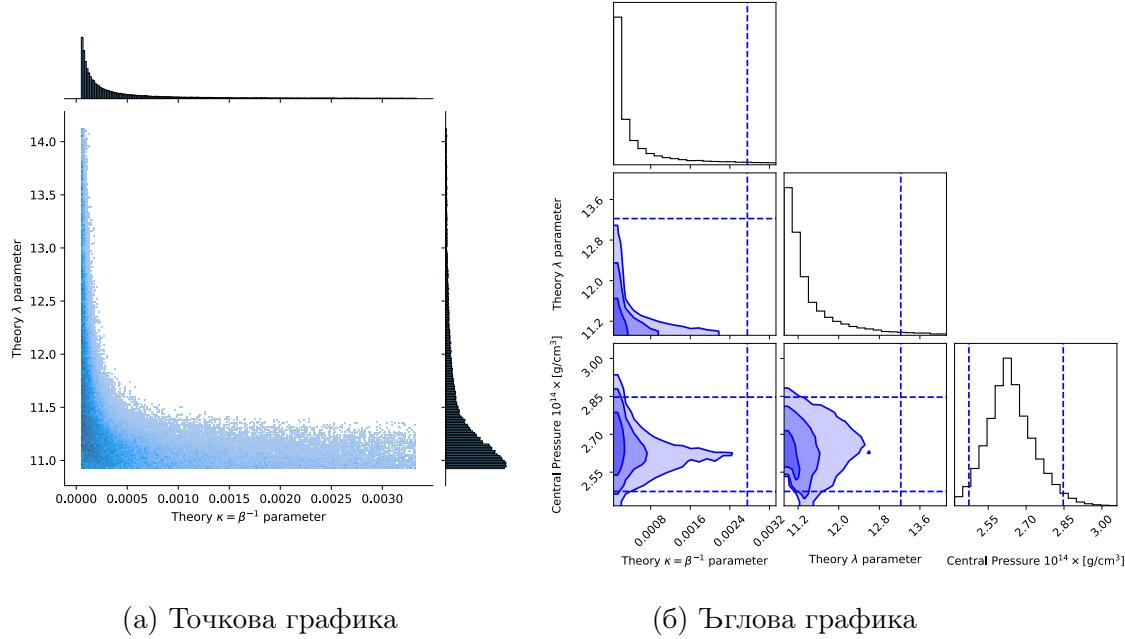 14.0
13.5
13.0
12.5
12.0
11.5
11.0
Theory λ parameter
0.0000 0.0005 0.0010 0.0015 0.0020 0.0025 0.0030
Theory κ = β⁻¹ parameter
13.6
12.8
12.0
11.2
Theory λ parameter
3.00
2.85
2.70
2.55
Central Pressure 10¹⁴ × [g/cm³]
0.0008 0.0016 0.0024 0.0032
Theory κ = β⁻¹ parameter
11.2 12.0 12.8 13.6
Theory λ parameter
2.55 2.70 2.85 3.00
Central Pressure 10¹⁴ × [g/cm³]
(а) Точкова графика
(б) Ъглова графика